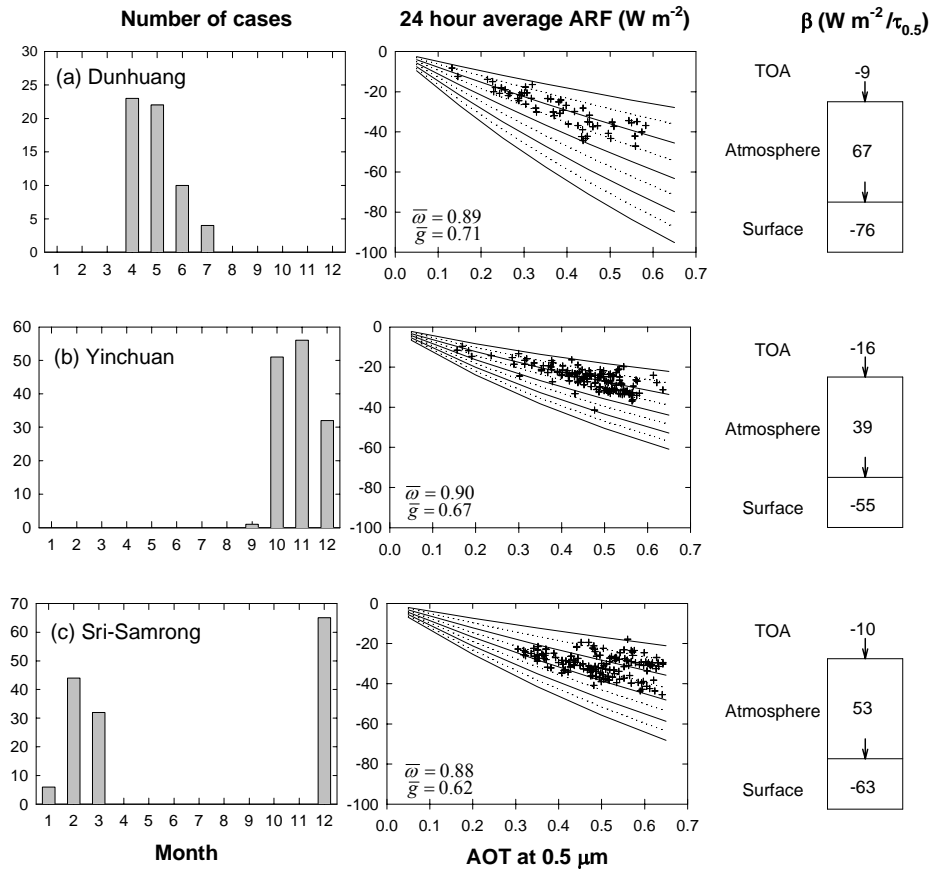 Number of cases
24 hour average ARF (W m⁻²)
β (W m⁻²/τ₀.₅)
(a) Dunhuang
30
25
20
15
10
5
0
1 2 3 4 5 6 7 8 9 10 11 12
0
-20
-40
-60
-80
-100
ω̅ = 0.89
g̅ = 0.71
0.0 0.1 0.2 0.3 0.4 0.5 0.6 0.7
TOA -9
Atmosphere 67
Surface -76
(b) Yinchuan
60
50
40
30
20
10
0
1 2 3 4 5 6 7 8 9 10 11 12
0
-20
-40
-60
-80
-100
ω̅ = 0.90
g̅ = 0.67
0.0 0.1 0.2 0.3 0.4 0.5 0.6 0.7
TOA -16
Atmosphere 39
Surface -55
(c) Sri-Samrong
70
60
50
40
30
20
10
0
1 2 3 4 5 6 7 8 9 10 11 12
Month
0
-20
-40
-60
-80
-100
ω̅ = 0.88
g̅ = 0.62
0.0 0.1 0.2 0.3 0.4 0.5 0.6 0.7
AOT at 0.5 μm
TOA -10
Atmosphere 53
Surface -63